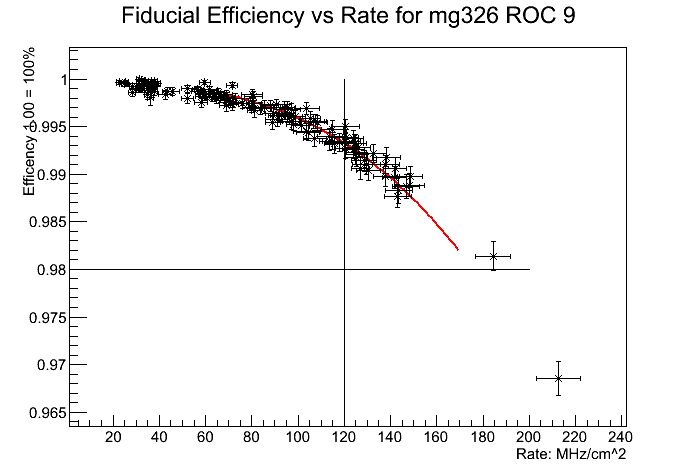 Fiducial Efficiency vs Rate for mg326 ROC 9
Efficency 1.00 = 100%
1
0.995
0.99
0.985
0.98
0.975
0.97
0.965
20 40 60 80 100 120 140 160 180 200 220 240
Rate: MHz/cm^2